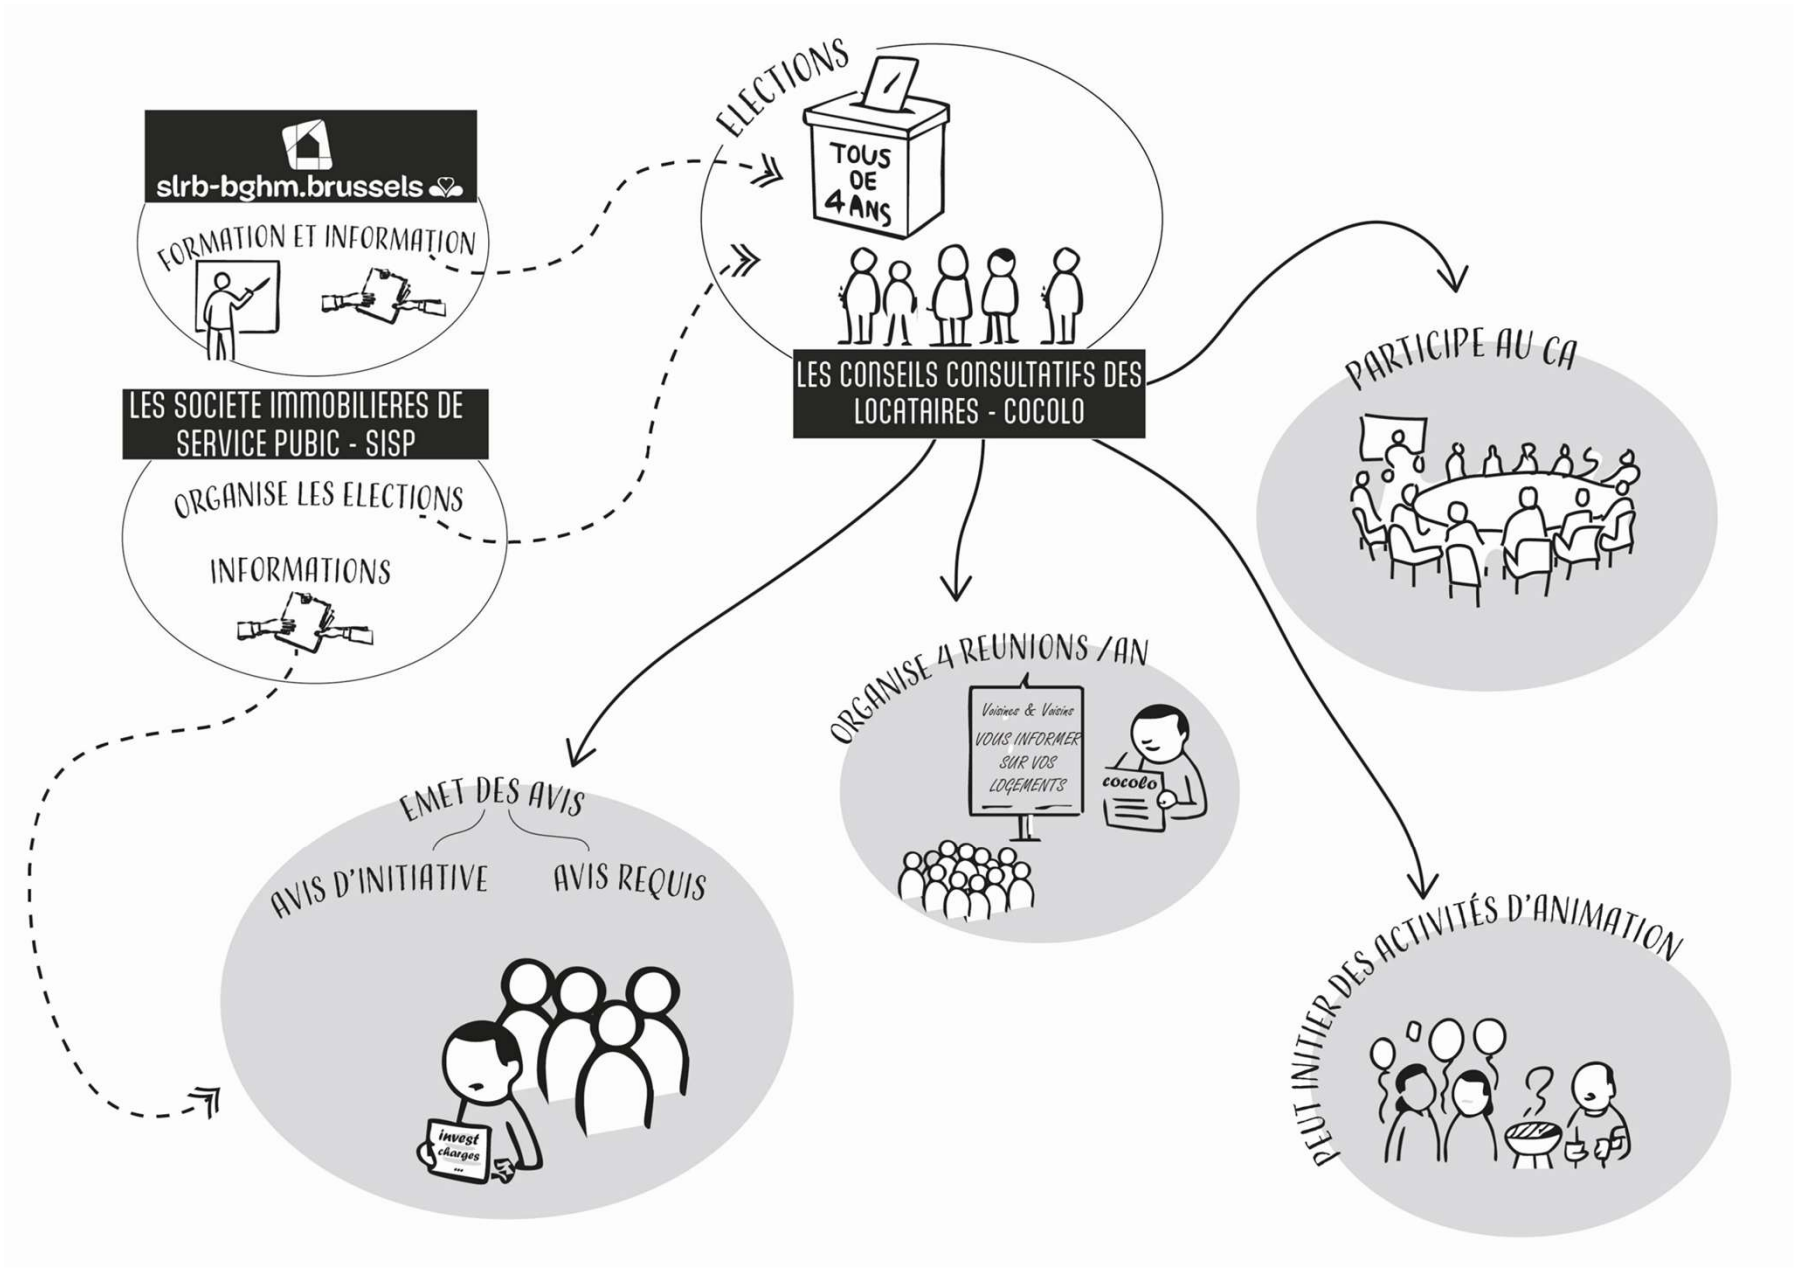 slrb-bghm.brussels
FORMATION ET INFORMATION
LES SOCIETE IMMOBILIERES DE
SERVICE PUBIC - SISP
ORGANISE LES ELECTIONS
INFORMATIONS
ELECTIONS
TOUS
DE
4 ANS
LES CONSEILS CONSULTATIFS DES
LOCATAIRES - COCOLO
PARTICIPE AU CA
ORGANISE 4 REUNIONS /AN
Voisines & Voisins
VOUS INFORMER
SUR VOS
LOGEMENTS
cocolo
EMET DES AVIS
AVIS D'INITIATIVE
AVIS REQUIS
invest
charges
...
PEUT INITIER DES ACTIVITÉS D'ANIMATION